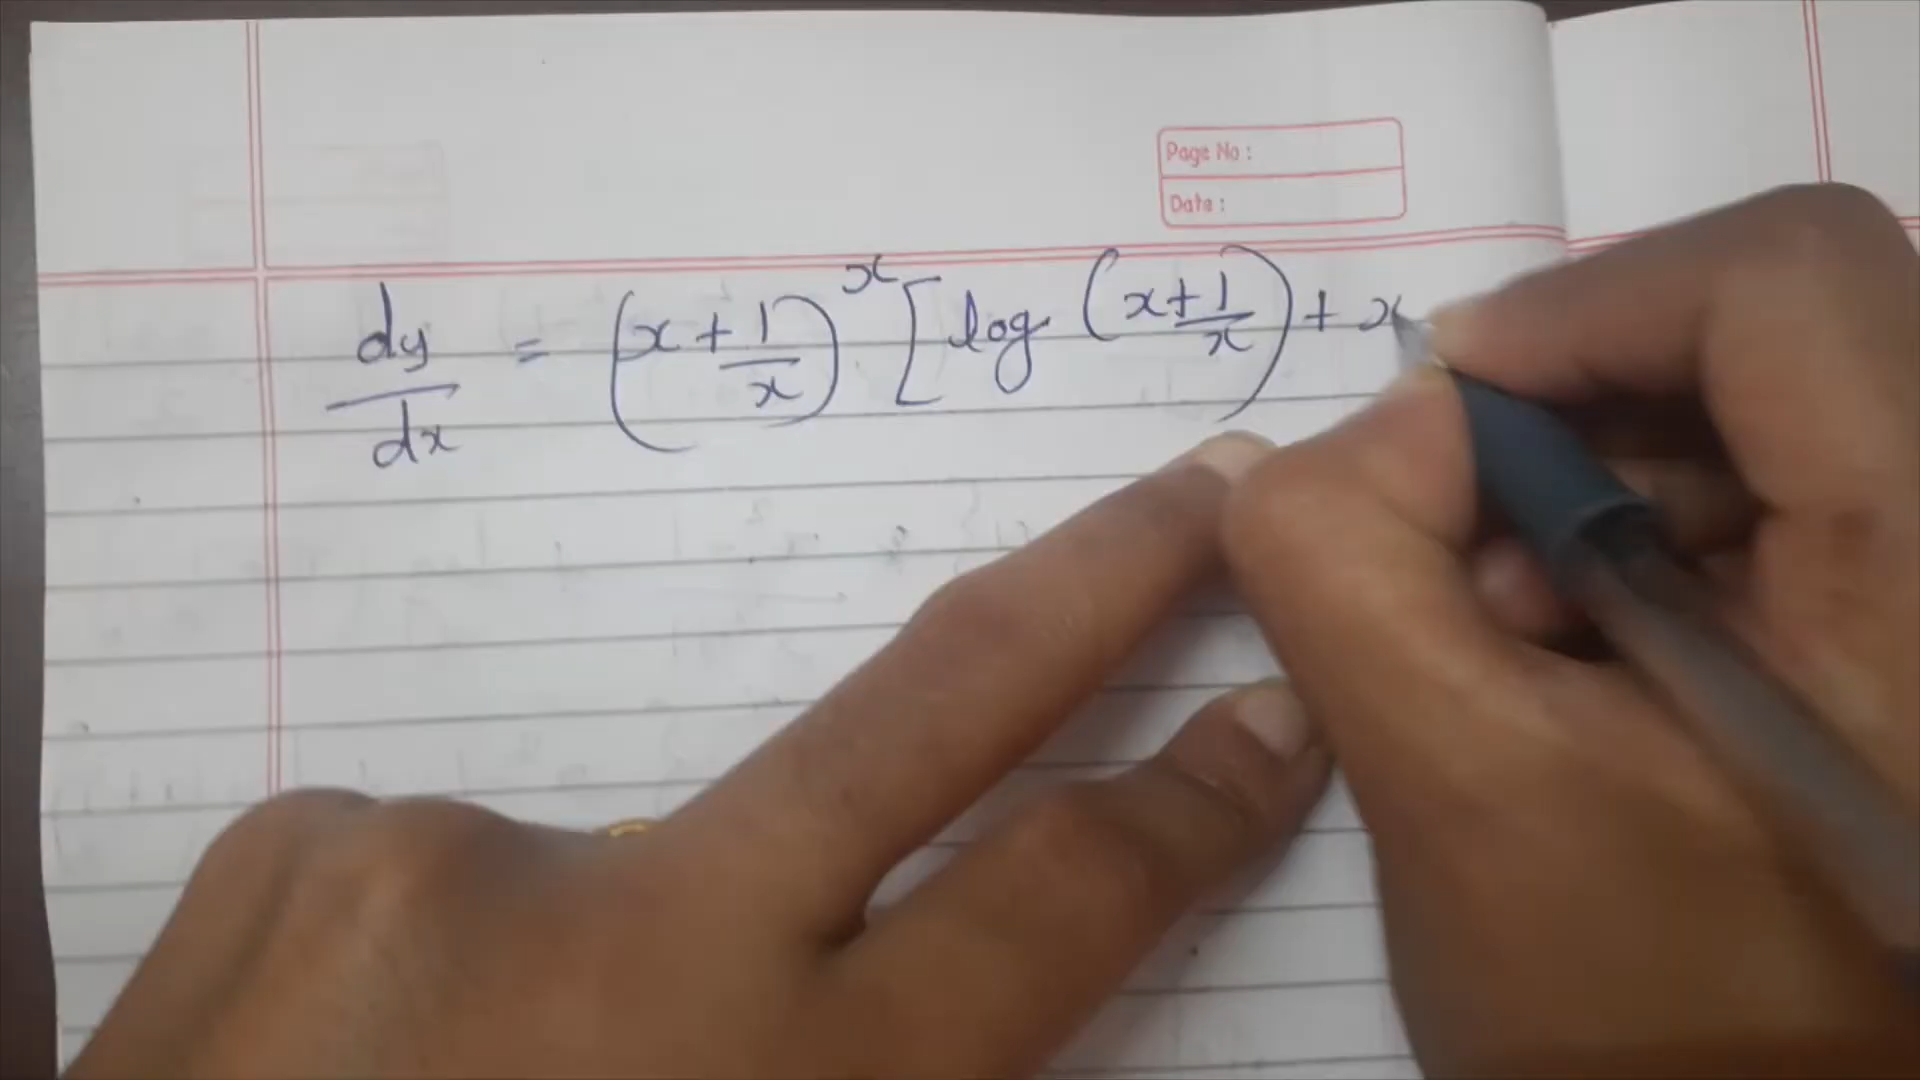 Page No :
Date :
dy/dx = (x + 1/x)^x [log (x + 1/x) + x